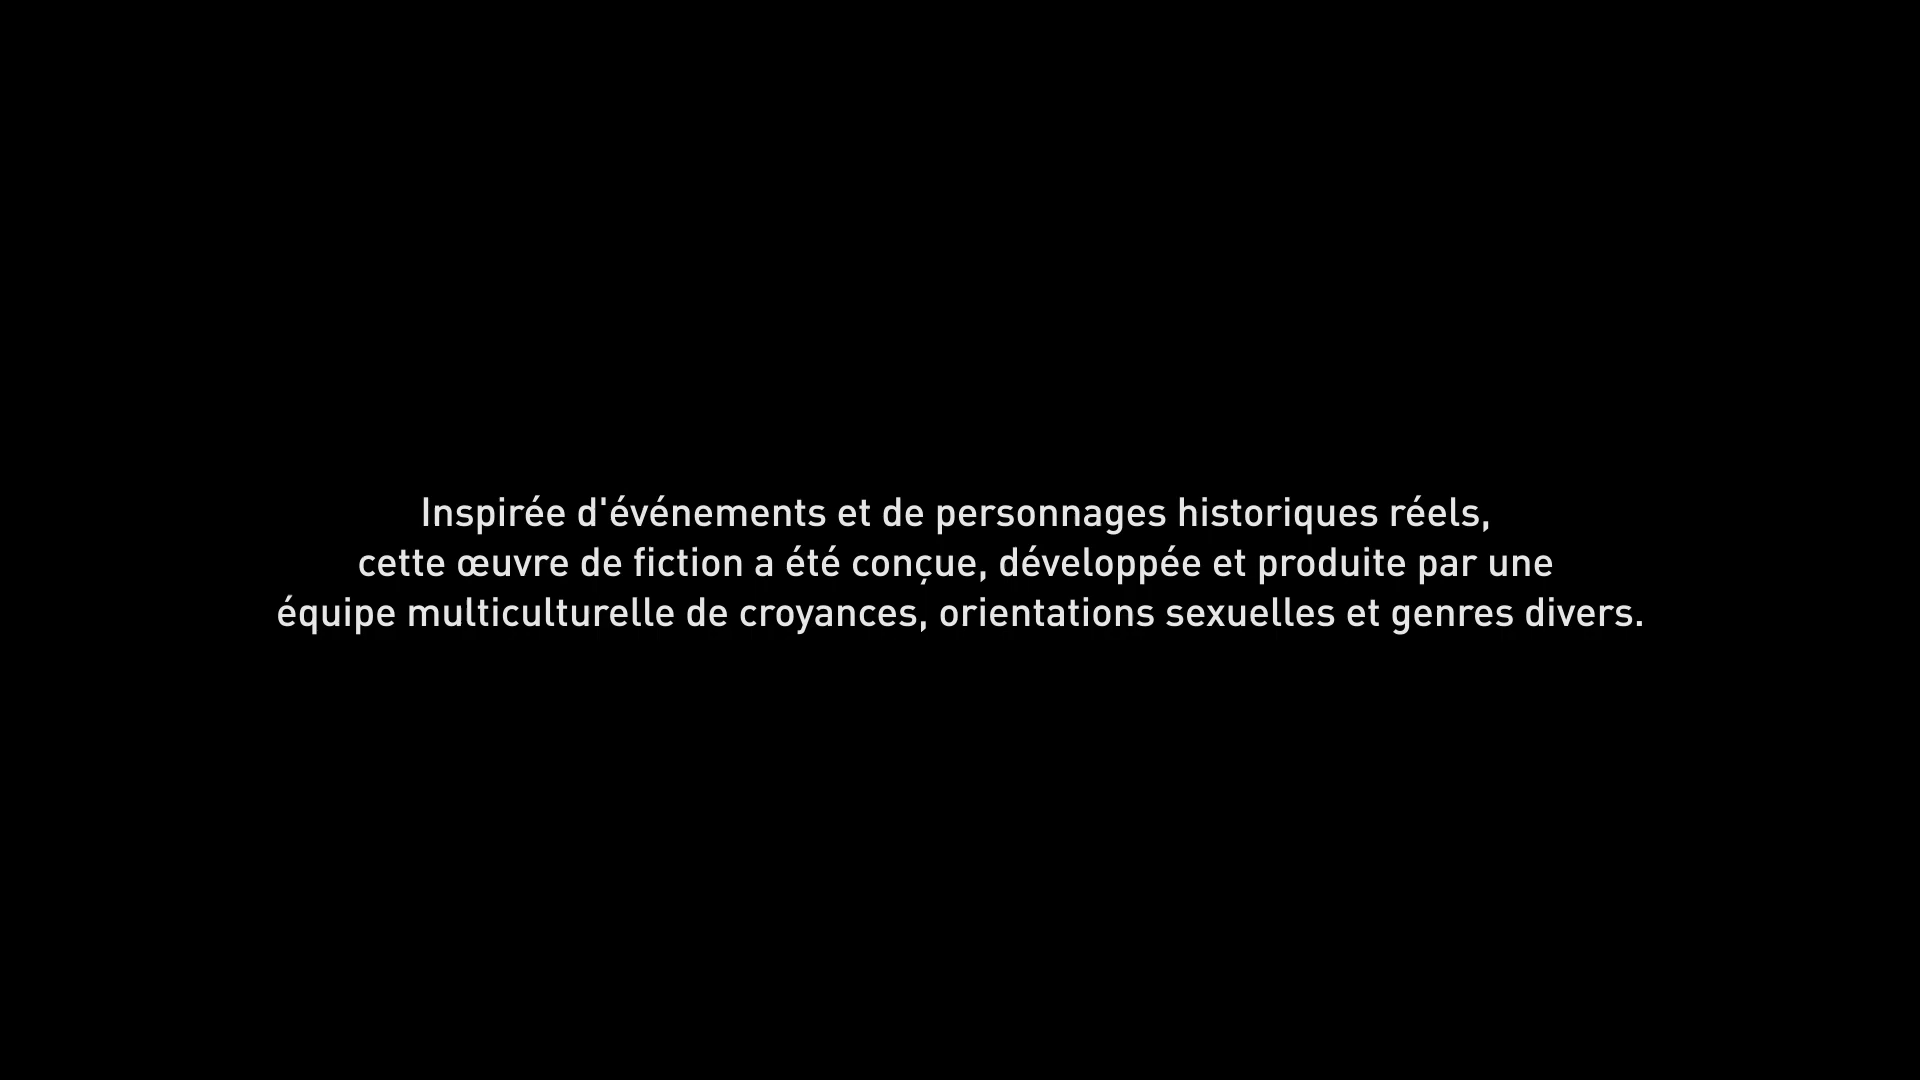 Inspirée d'événements et de personnages historiques réels,
cette œuvre de fiction a été conçue, développée et produite par une
équipe multiculturelle de croyances, orientations sexuelles et genres divers.